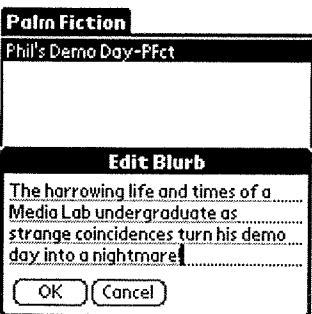 Palm Fiction
Phil's Demo Day-PFct
Edit Blurb
The harrowing life and times of a
Media Lab undergraduate as
strange coincidences turn his demo
day into a nightmare!
OK Cancel